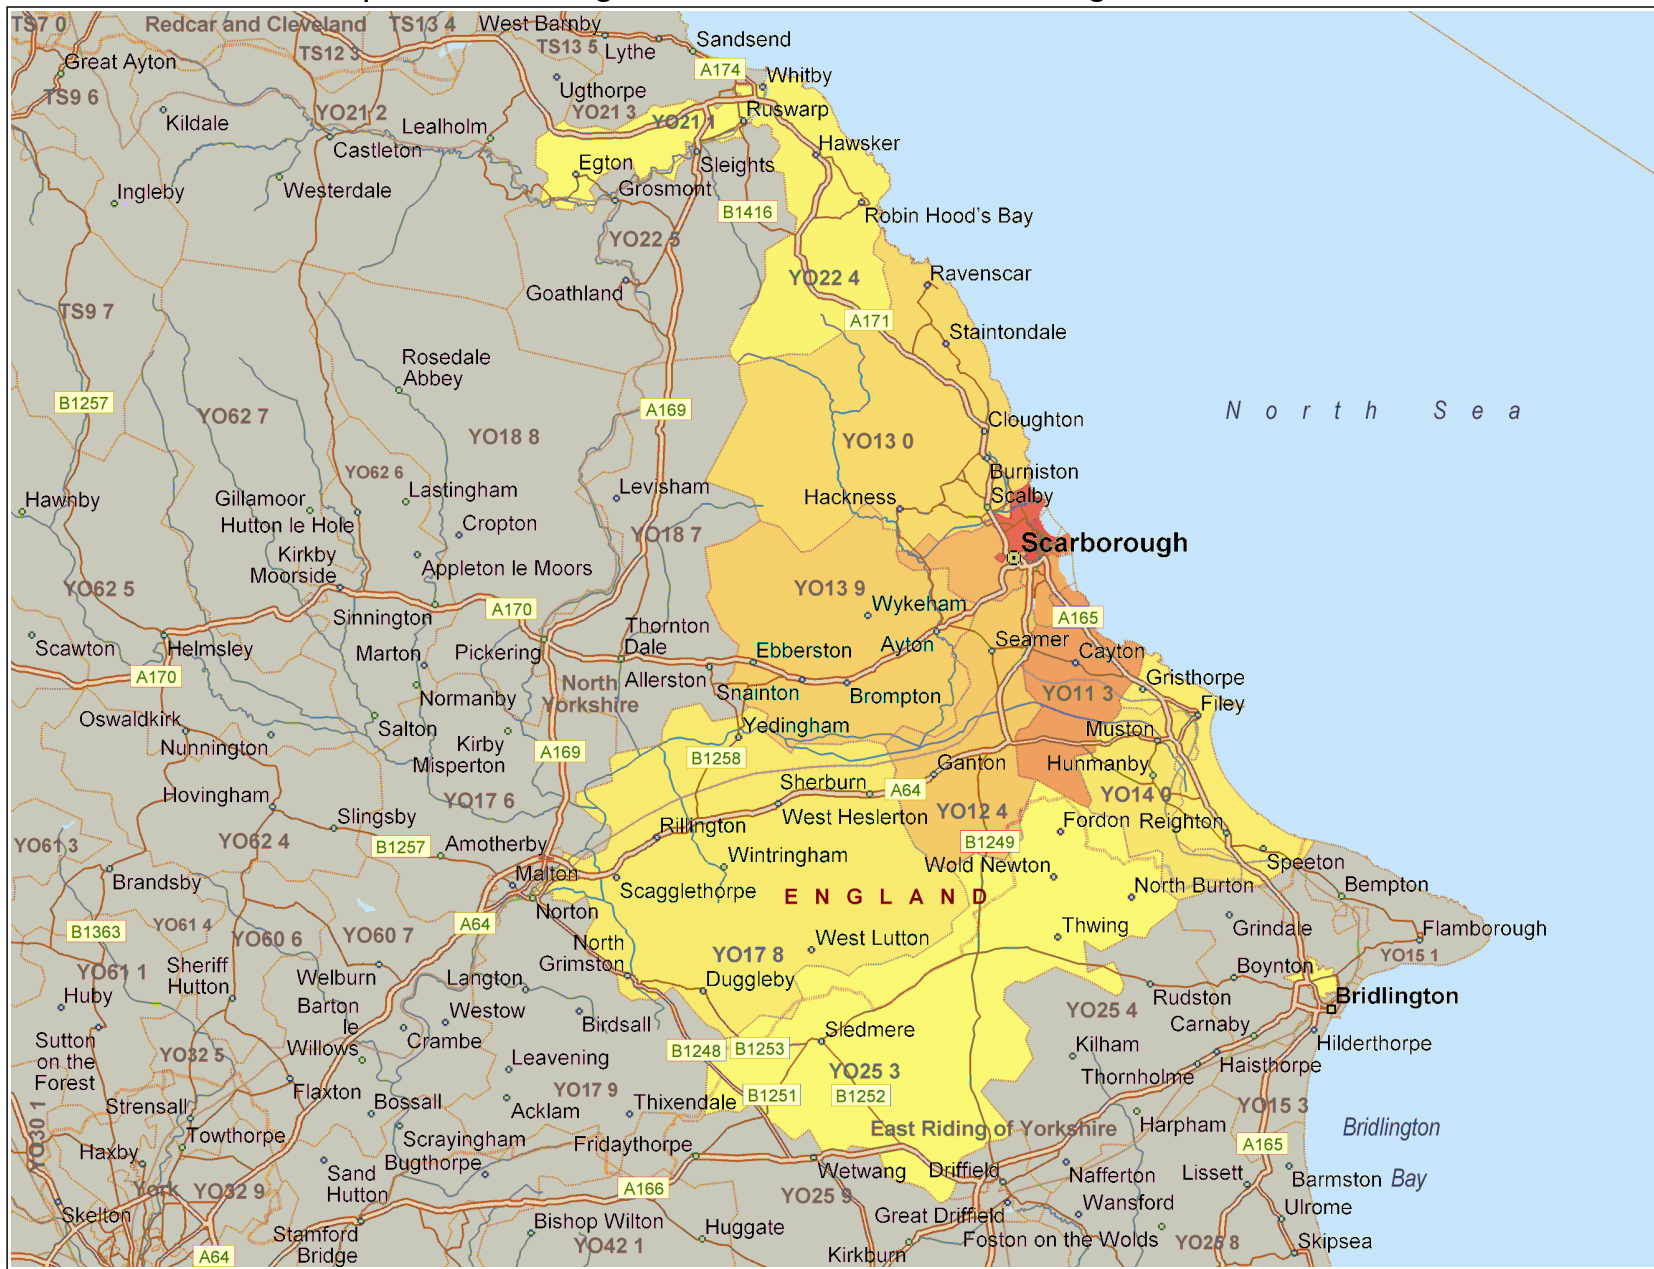 TS7 0
Redcar and Cleveland
TS13 4
West Barnby
Sandsend
TS12 3
TS13 5
Lythe
Great Ayton
A174
Whitby
TS9 6
Ugthorpe
YO21 2
YO21 3
YO21 1
Ruswarp
Kildale
Lealholm
Castleton
Hawsker
Egton
Sleights
Ingleby
Westerdale
Grosmont
B1416
Robin Hood's Bay
YO22 5
Goathland
YO22 4
Ravenscar
TS9 7
A171
Staintondale
Rosedale
Abbey
B1257
YO62 7
A169
North Sea
YO18 8
YO13 0
Cloughton
YO62 6
Burniston
Hawnby
Gillamoor
Lastingham
Levisham
Hackness
Scalby
Hutton le Hole
Cropton
YO18 7
Scarborough
Kirkby
Moorside
Appleton le Moors
YO62 5
YO13 9
Wykeham
Sinnington
A170
A165
Scawton
Helmsley
Marton
Pickering
Thornton
Dale
Ebberston
Ayton
Seamer
Cayton
A170
Normanby
North
Yorkshire
Allerston
Snainton
Brompton
YO11 3
Gristhorpe
Filey
Oswaldkirk
Nunnington
Salton
Kirby
Misperton
A169
Yedingham
B1258
Muston
Ganton
Hunmanby
Hovingham
YO17 6
Sherburn
A64
YO14 0
Slingsby
West Heslerton
YO12 4
Fordon
Reighton
YO61 3
YO62 4
B1257
Amotherby
Rillington
B1249
Wintringham
Wold Newton
Speeton
Brandsby
Malton
Scagglethorpe
ENGLAND
North Burton
Bempton
Norton
YO61 4
A64
B1363
YO60 6
YO60 7
North
Grimston
West Lutton
Thwing
Grindale
Flamborough
YO15 1
YO61 1
Sheriff
Hutton
Welburn
Langton
YO17 8
Duggleby
Boynton
Huby
Barton
le
Willows
Westow
Rudston
Bridlington
YO25 4
Sutton
on the
Forest
Crambe
Birdsall
Sledmere
Carnaby
YO32 5
Leavening
B1248
B1253
Kilham
Hilderthorpe
Thornholme
Haisthorpe
YO25 3
Flaxton
YO17 9
B1251
B1252
Strensall
Bossall
Acklam
Thixendale
YO15 3
YO30 1
Towthorpe
Scrayingham
East Riding of Yorkshire
Harpham
Bridlington
Bay
Haxby
Bugthorpe
Fridaythorpe
A165
Sand
Hutton
Wetwang
Driffield
Nafferton
Lissett
Barmston
York
YO32 9
A166
YO25 9
Wansford
Skelton
Great Driffield
Ulrome
Stamford
Bridge
Bishop Wilton
Huggate
Foston on the Wolds
YO25 8
Skipsea
A64
YO42 1
Kirkburn